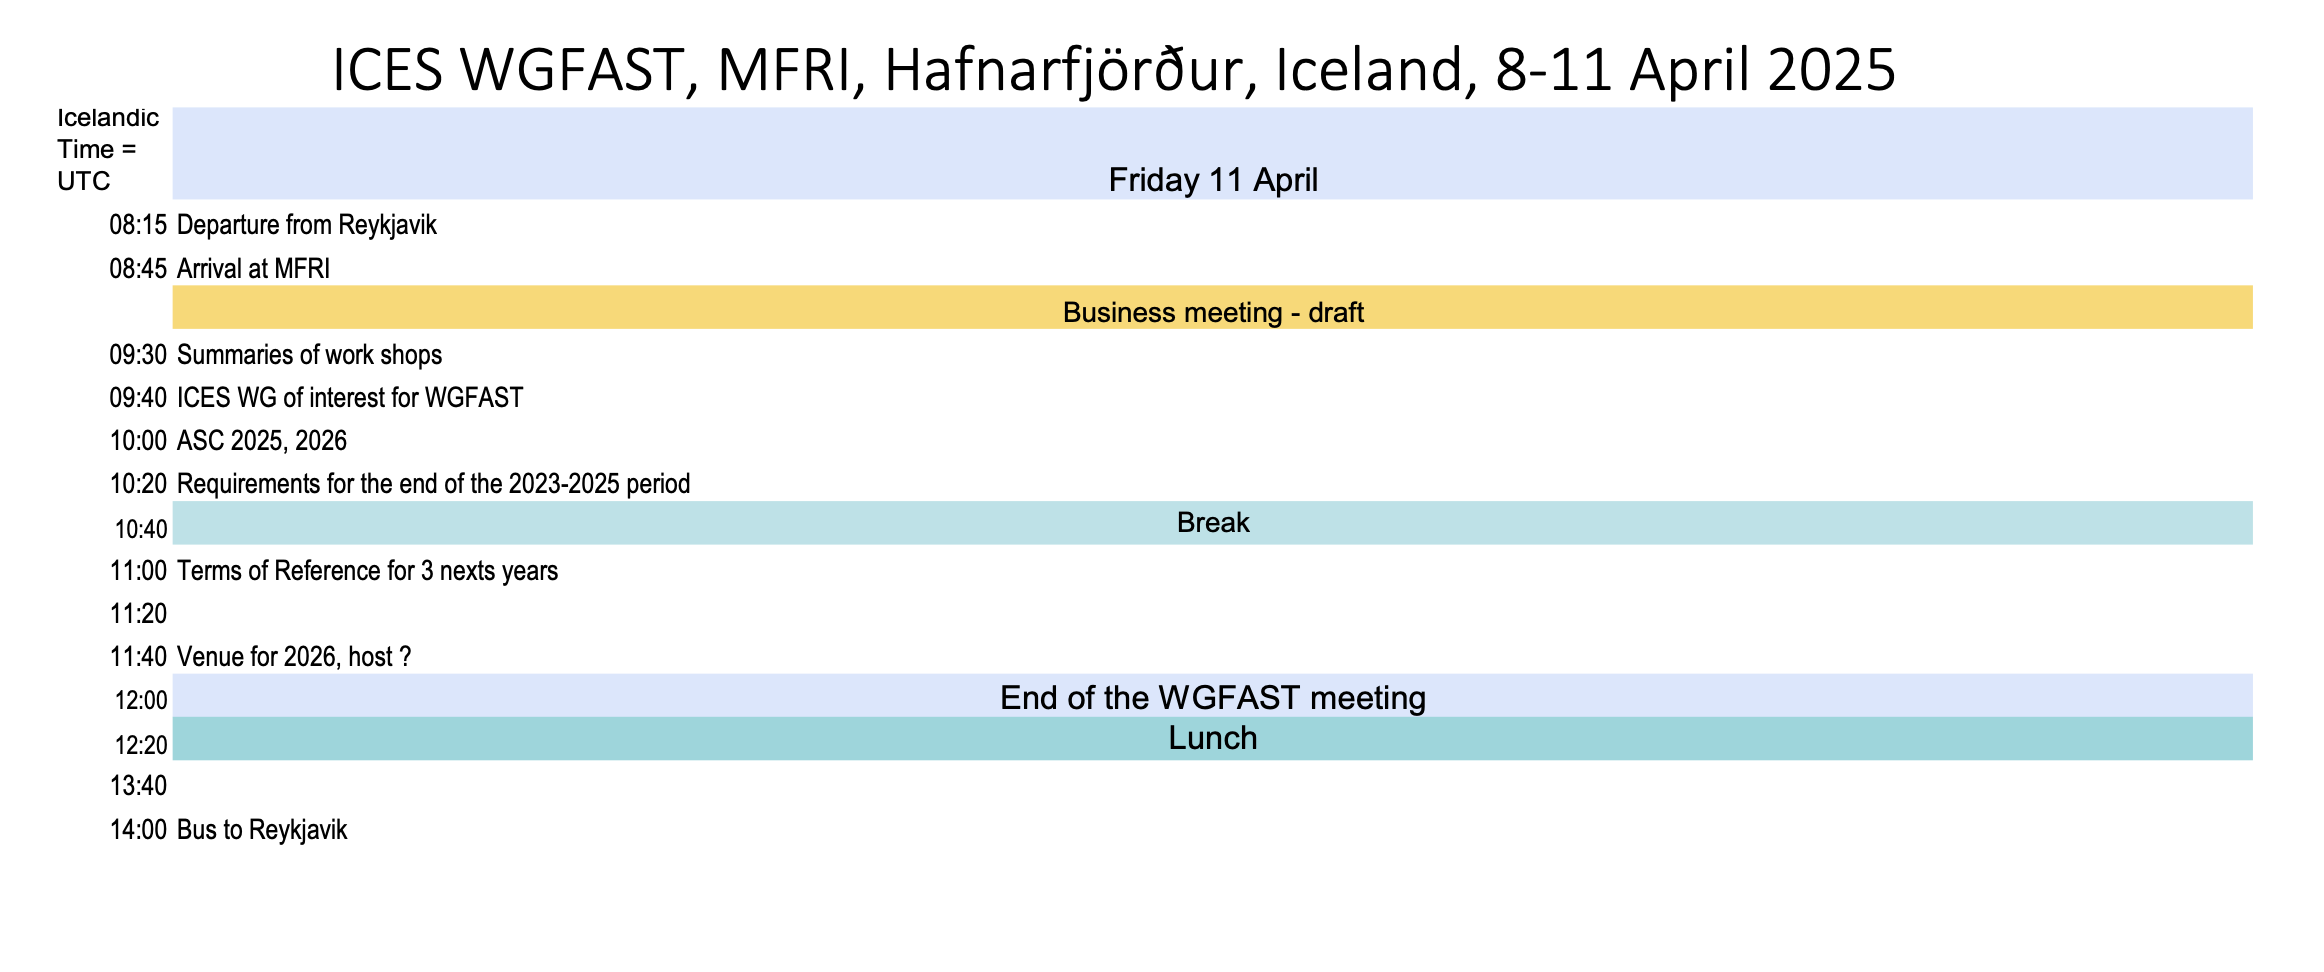 ICES WGFAST, MFRI, Hafnarfjörður, Iceland, 8-11 April 2025
Icelandic
Time =
UTC
Friday 11 April
08:15 Departure from Reykjavik
08:45 Arrival at MFRI
Business meeting - draft
09:30 Summaries of work shops
09:40 ICES WG of interest for WGFAST
10:00 ASC 2025, 2026
10:20 Requirements for the end of the 2023-2025 period
10:40 Break
11:00 Terms of Reference for 3 nexts years
11:20
11:40 Venue for 2026, host ?
12:00 End of the WGFAST meeting
12:20 Lunch
13:40
14:00 Bus to Reykjavik